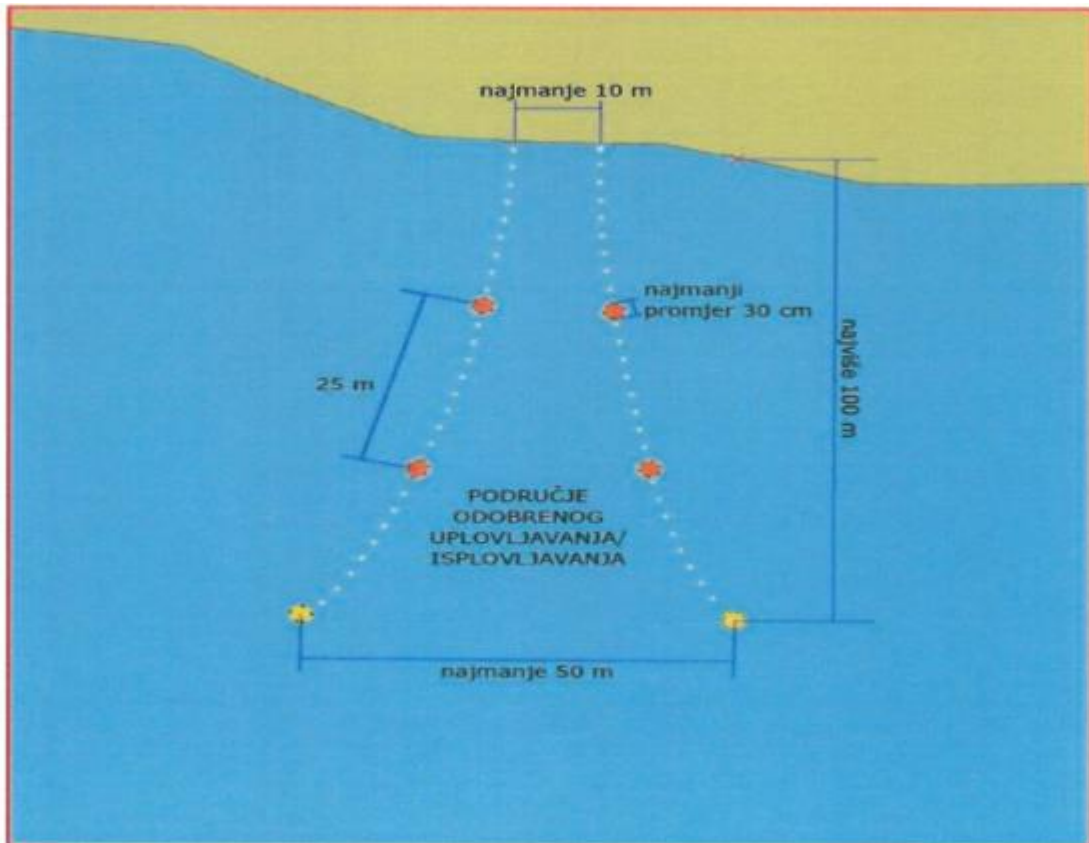 najmanje 10 m
najmanji
promjer 30 cm
25 m
najviše 100 m
PODRUČJE
ODOBRENOG
UPLOVLJAVANJA/
ISPLOVLJAVANJA
najmanje 50 m